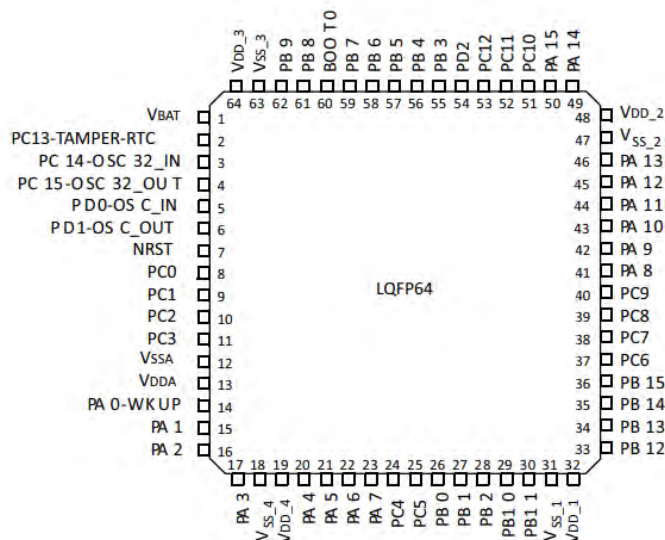 VDD_3 VSS_3 PB 9 PB 8 BOO T0 PB 7 PB 6 PB 5 PB 4 PB 3 PD2 PC12 PC11 PC10 PA 15 PA 14
64 63 62 61 60 59 58 57 56 55 54 53 52 51 50 49
VBAT 1 48 VDD_2
PC13-TAMPER-RTC 2 47 VSS_2
PC 14-OSC 32_IN 3 46 PA 13
PC 15-OSC 32_OU T 4 45 PA 12
P D0-OS C_IN 5 44 PA 11
P D1-OS C_OUT 6 43 PA 10
NRST 7 42 PA 9
PC0 8 41 PA 8
PC1 9 LQFP64 40 PC9
PC2 10 39 PC8
PC3 11 38 PC7
VSSA 12 37 PC6
VDDA 13 36 PB 15
PA 0-WK UP 14 35 PB 14
PA 1 15 34 PB 13
PA 2 16 33 PB 12
17 18 19 20 21 22 23 24 25 26 27 28 29 30 31 32
PA 3 VSS_4 VDD_4 PA 4 PA 5 PA 6 PA 7 PC4 PC5 PB 0 PB 1 PB 2 PB1 0 PB1 1 VSS_1 VDD_1